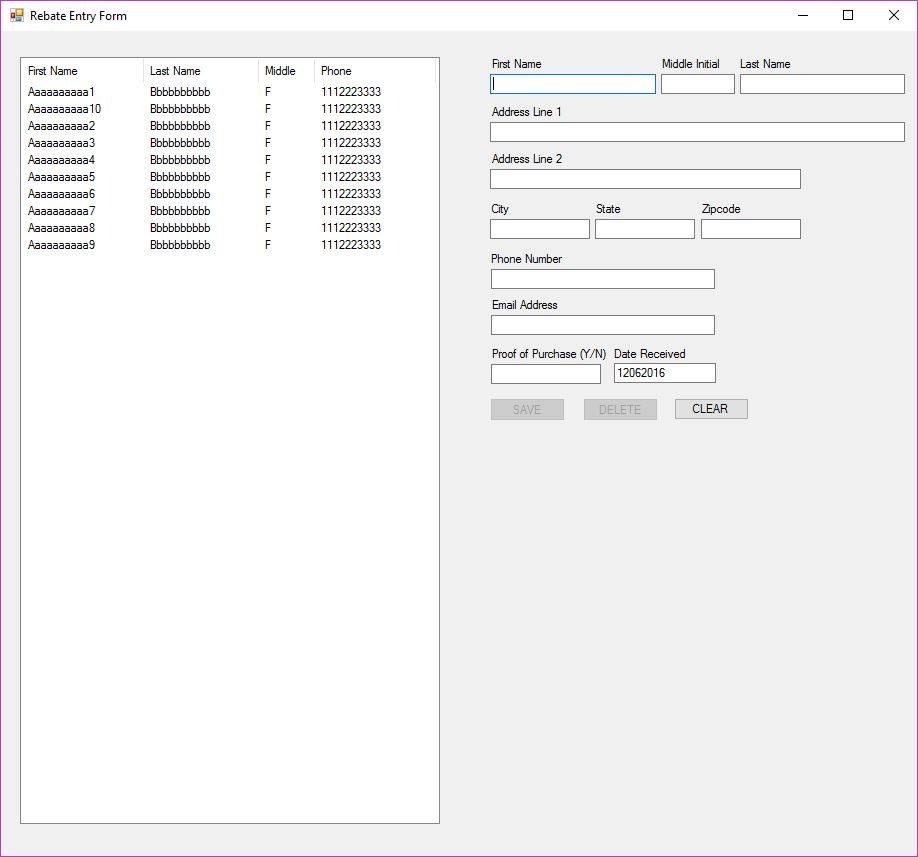 Rebate Entry Form
First Name Last Name Middle Phone
Aaaaaaaaaa1 Bbbbbbbbbb F 1112223333
Aaaaaaaaaa10 Bbbbbbbbbb F 1112223333
Aaaaaaaaaa2 Bbbbbbbbbb F 1112223333
Aaaaaaaaaa3 Bbbbbbbbbb F 1112223333
Aaaaaaaaaa4 Bbbbbbbbbb F 1112223333
Aaaaaaaaaa5 Bbbbbbbbbb F 1112223333
Aaaaaaaaaa6 Bbbbbbbbbb F 1112223333
Aaaaaaaaaa7 Bbbbbbbbbb F 1112223333
Aaaaaaaaaa8 Bbbbbbbbbb F 1112223333
Aaaaaaaaaa9 Bbbbbbbbbb F 1112223333
First Name Middle Initial Last Name
Address Line 1
Address Line 2
City State Zipcode
Phone Number
Email Address
Proof of Purchase (Y/N) Date Received
12062016
SAVE DELETE CLEAR